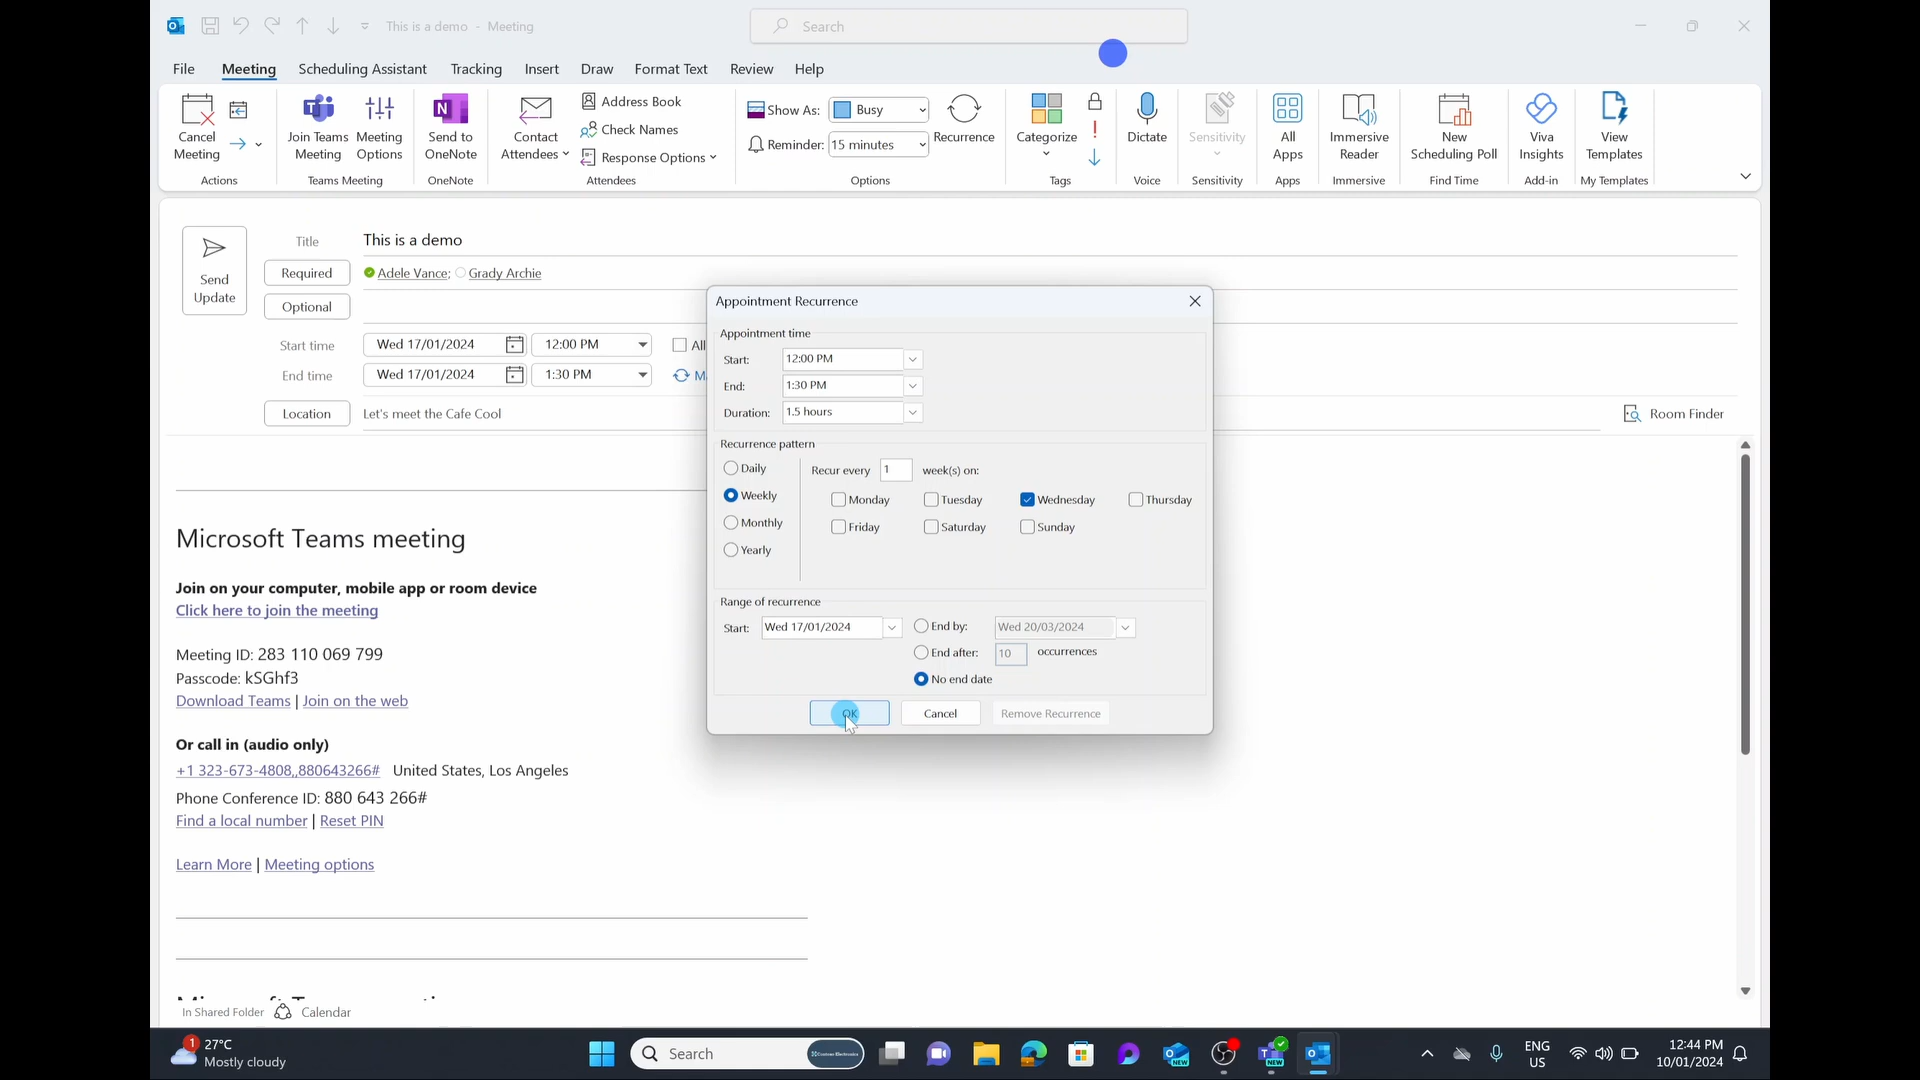 This is a demo - Meeting
Search
File Meeting Scheduling Assistant Tracking Insert Draw Format Text Review Help
Cancel Meeting
Join Teams Meeting
Meeting Options
Send to OneNote
Contact Attendees
Address Book
Check Names
Response Options
Show As: Busy
Reminder: 15 minutes
Recurrence
Categorize
Dictate
Sensitivity
All Apps
Immersive Reader
New Scheduling Poll
Viva Insights
View Templates
Actions Teams Meeting OneNote Attendees Options Tags Voice Sensitivity Apps Immersive Find Time Add-in My Templates
Send Update
Title This is a demo
Required Adele Vance; Grady Archie
Optional
Start time Wed 17/01/2024 12:00 PM All
End time Wed 17/01/2024 1:30 PM
Location Let's meet the Cafe Cool
Room Finder
Appointment Recurrence
Appointment time
Start: 12:00 PM
End: 1:30 PM
Duration: 1.5 hours
Recurrence pattern
Daily
Weekly
Monthly
Yearly
Recur every 1 week(s) on:
Monday Tuesday Wednesday Thursday
Friday Saturday Sunday
Range of recurrence
Start: Wed 17/01/2024 End by: Wed 20/03/2024
End after: 10 occurrences
No end date
OK Cancel Remove Recurrence
Microsoft Teams meeting
Join on your computer, mobile app or room device
Click here to join the meeting
Meeting ID: 283 110 069 799
Passcode: kSGhf3
Download Teams | Join on the web
Or call in (audio only)
+1 323-673-4808,,880643266# United States, Los Angeles
Phone Conference ID: 880 643 266#
Find a local number | Reset PIN
Learn More | Meeting options
In Shared Folder Calendar
1
27°C
Mostly cloudy
Search
NEW
NEW
ENG
US
12:44 PM
10/01/2024